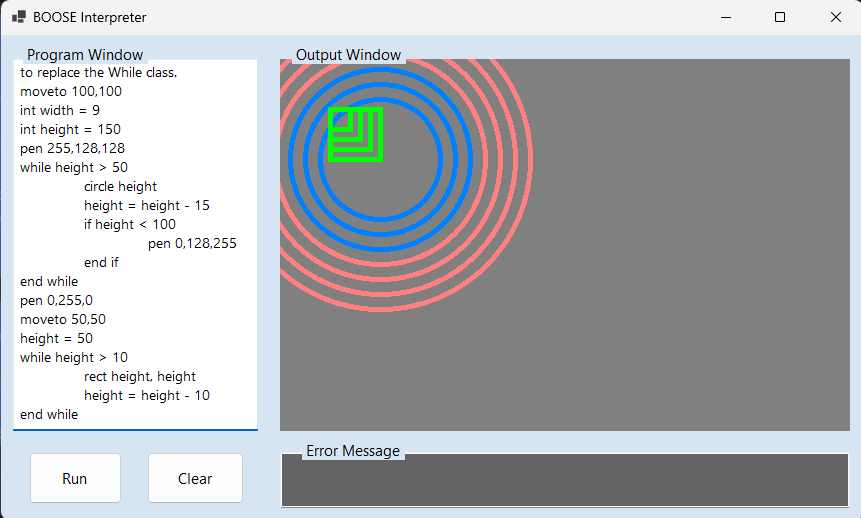 BOOSE Interpreter
Program Window
to replace the While class.
moveto 100,100
int width = 9
int height = 150
pen 255,128,128
while height > 50
circle height
height = height - 15
if height < 100
pen 0,128,255
end if
end while
pen 0,255,0
moveto 50,50
height = 50
while height > 10
rect height, height
height = height - 10
end while
Run
Clear
Output Window
Error Message